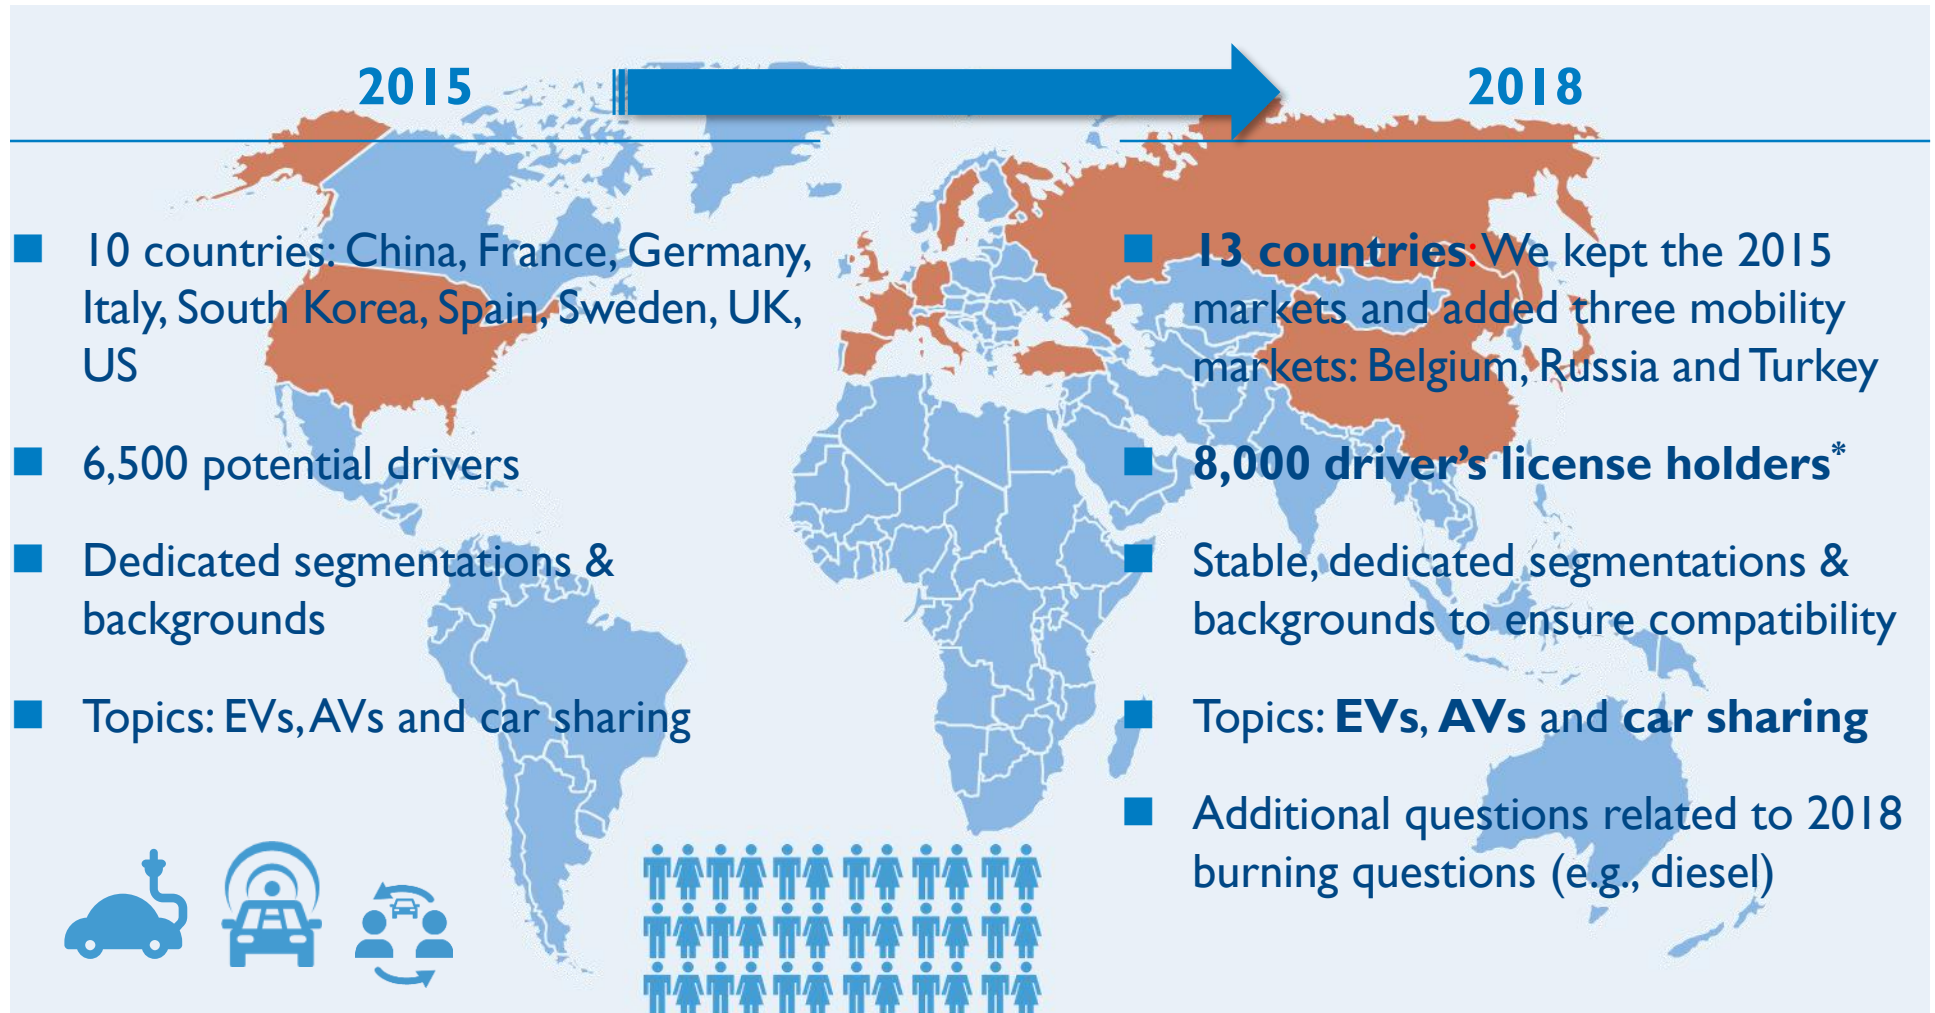 2015
10 countries: China, France, Germany,
Italy, South Korea, Spain, Sweden, UK,
US
6,500 potential drivers
Dedicated segmentations &
backgrounds
Topics: EVs, AVs and car sharing
2018
13 countries: We kept the 2015
markets and added three mobility
markets: Belgium, Russia and Turkey
8,000 driver's license holders*
Stable, dedicated segmentations &
backgrounds to ensure compatibility
Topics: EVs, AVs and car sharing
Additional questions related to 2018
burning questions (e.g., diesel)